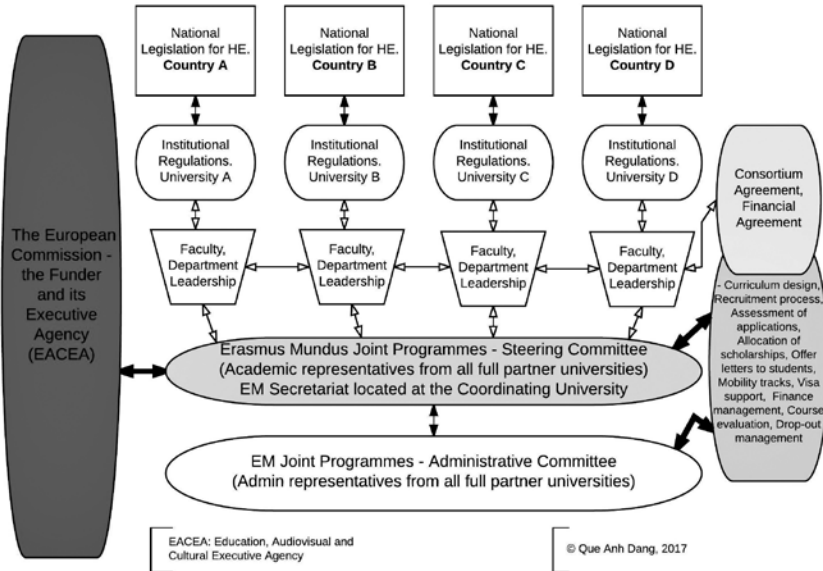 National
Legislation for HE.
Country A
National
Legislation for HE.
Country B
National
Legislation for HE.
Country C
National
Legislation for HE.
Country D
Institutional
Regulations.
University A
Institutional
Regulations.
University B
Institutional
Regulations.
University C
Institutional
Regulations.
University D
Consortium
Agreement,
Financial
Agreement
The European
Commission -
the Funder
and its
Executive
Agency
(EACEA)
Faculty,
Department
Leadership
Faculty,
Department
Leadership
Faculty,
Department
Leadership
Faculty,
Department
Leadership
- Curriculum design,
Recruitment process,
Assessment of
applications,
Allocation of
scholarships, Offer
letters to students,
Mobility tracks, Visa
support, Finance
management, Course
evaluation, Drop-out
management
Erasmus Mundus Joint Programmes - Steering Committee
(Academic representatives from all full partner universities)
EM Secretariat located at the Coordinating University
EM Joint Programmes - Administrative Committee
(Admin representatives from all full partner universities)
EACEA: Education, Audiovisual and
Cultural Executive Agency
© Que Anh Dang, 2017